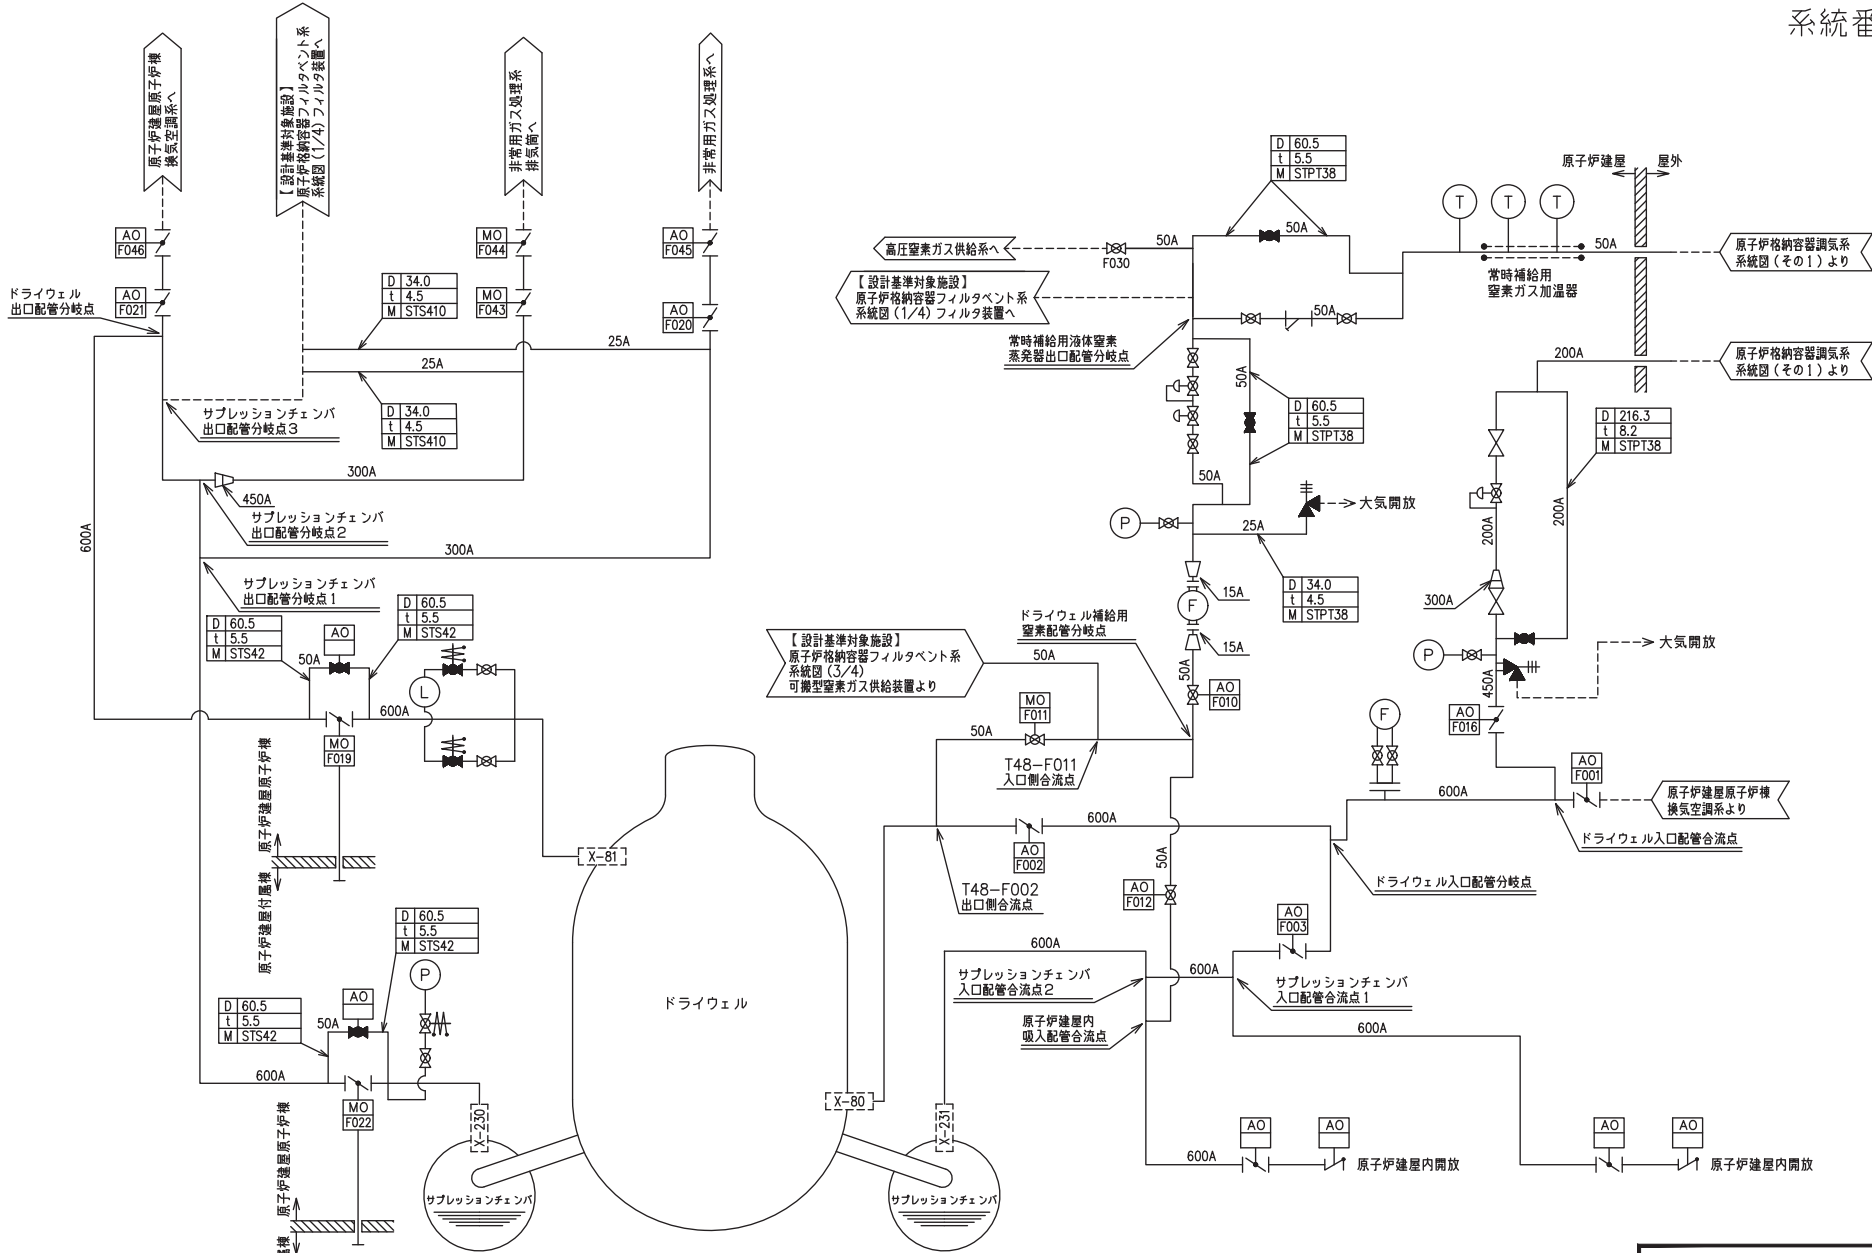 系統番
原子炉建屋原子炉棟
換気空調系へ
【設計基準対象施設】
原子炉格納容器フィルタベント系
系統図(1/4)フィルタ装置へ
非常用ガス処理系
排気筒へ
非常用ガス処理系へ
AO
F046
MO
F044
AO
F045
ドライウェル
出口配管分岐点
AO
F021
MO
F043
AO
F020
D 34.0
t 4.5
M STS410
25A
25A
D 34.0
t 4.5
M STS410
サプレッションチェンバ
出口配管分岐点3
300A
450A
サプレッションチェンバ
出口配管分岐点2
600A
300A
サプレッションチェンバ
出口配管分岐点1
D 60.5
t 5.5
M STS42
D 60.5
t 5.5
M STS42
AO
50A
L
600A
MO
F019
原子炉建屋原子炉棟
原子炉建屋付属棟
X-81
D 60.5
t 5.5
M STS42
P
D 60.5
t 5.5
M STS42
AO
50A
600A
MO
F022
原子炉建屋原子炉棟
属棟
X-230
サプレッションチェンバ
ドライウェル
X-80
X-231
サプレッションチェンバ
D 60.5
t 5.5
M STPT38
50A
高圧窒素ガス供給系へ
F030
50A
【設計基準対象施設】
原子炉格納容器フィルタベント系
系統図(1/4)フィルタ装置へ
常時補給用液体窒素
蒸発器出口配管分岐点
50A
T
T
T
50A
常時補給用
窒素ガス加温器
原子炉建屋
屋外
原子炉格納容器調気系
系統図(その1)より
200A
原子炉格納容器調気系
系統図(その1)より
50A
D 60.5
t 5.5
M STPT38
D 216.3
t 8.2
M STPT38
50A
P
25A
大気開放
D 34.0
t 4.5
M STPT38
15A
F
15A
50A
AO
F010
200A
200A
300A
P
大気開放
450A
AO
F016
F
AO
F001
600A
原子炉建屋原子炉棟
換気空調系より
ドライウェル入口配管合流点
ドライウェル補給用
窒素配管分岐点
【設計基準対象施設】
原子炉格納容器フィルタベント系
系統図(3/4)
可搬型窒素ガス供給装置より
50A
MO
F011
50A
T48-F011
入口側合流点
600A
AO
F002
T48-F002
出口側合流点
50A
AO
F012
ドライウェル入口配管分岐点
AO
F003
600A
サプレッションチェンバ
入口配管合流点2
600A
サプレッションチェンバ
入口配管合流点1
原子炉建屋内
吸入配管合流点
600A
AO
AO
600A
原子炉建屋内開放
AO
AO
原子炉建屋内開放